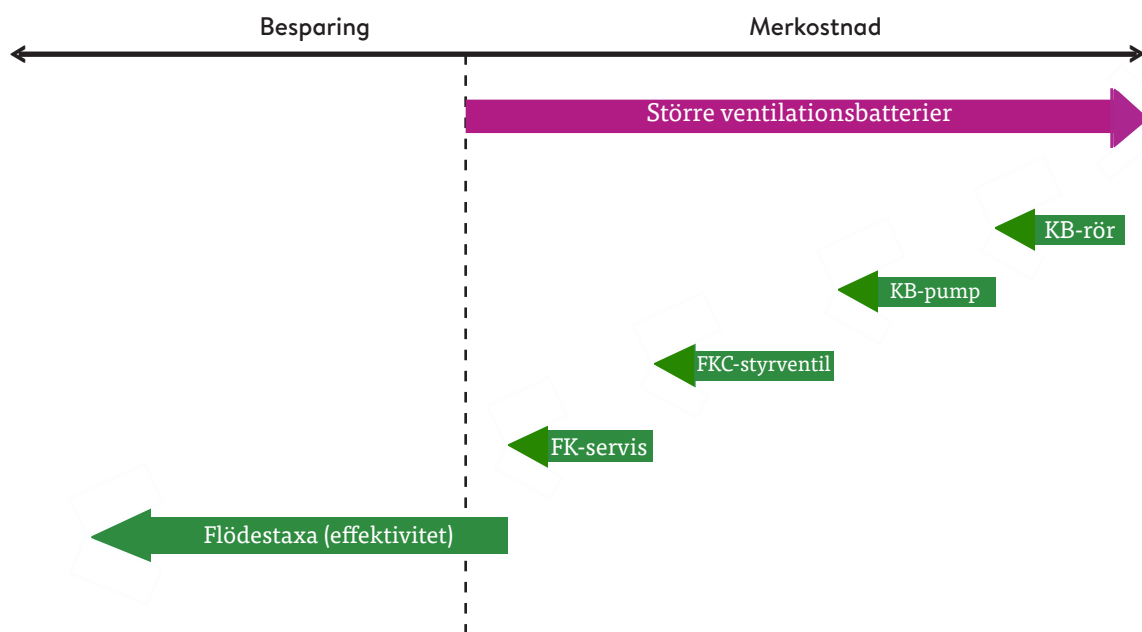 Besparing
Merkostnad
Större ventilationsbatterier
KB-rör
KB-pump
FKC-styrventil
FK-servis
Flödestaxa (effektivitet)